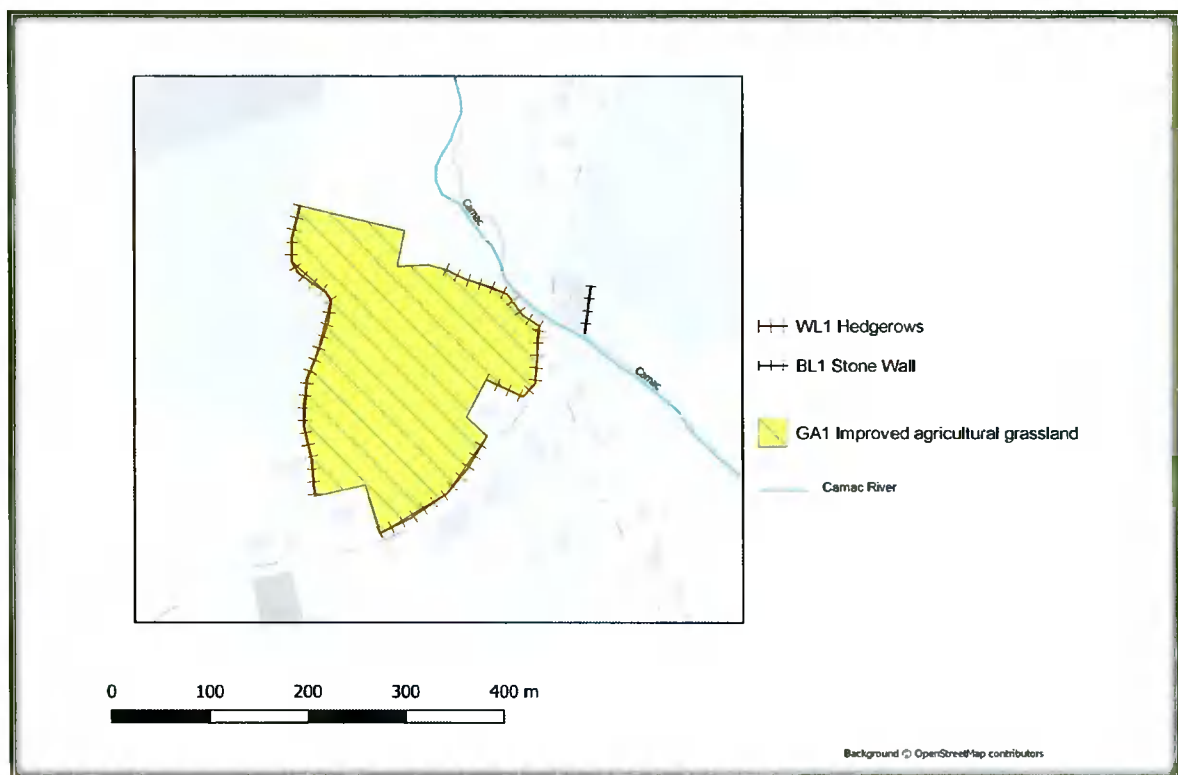 Camac
Camac
WL1 Hedgerows
BL1 Stone Wall
GA1 Improved agricultural grassland
Camac River
0 100 200 300 400 m
Background © OpenStreetMap contributors